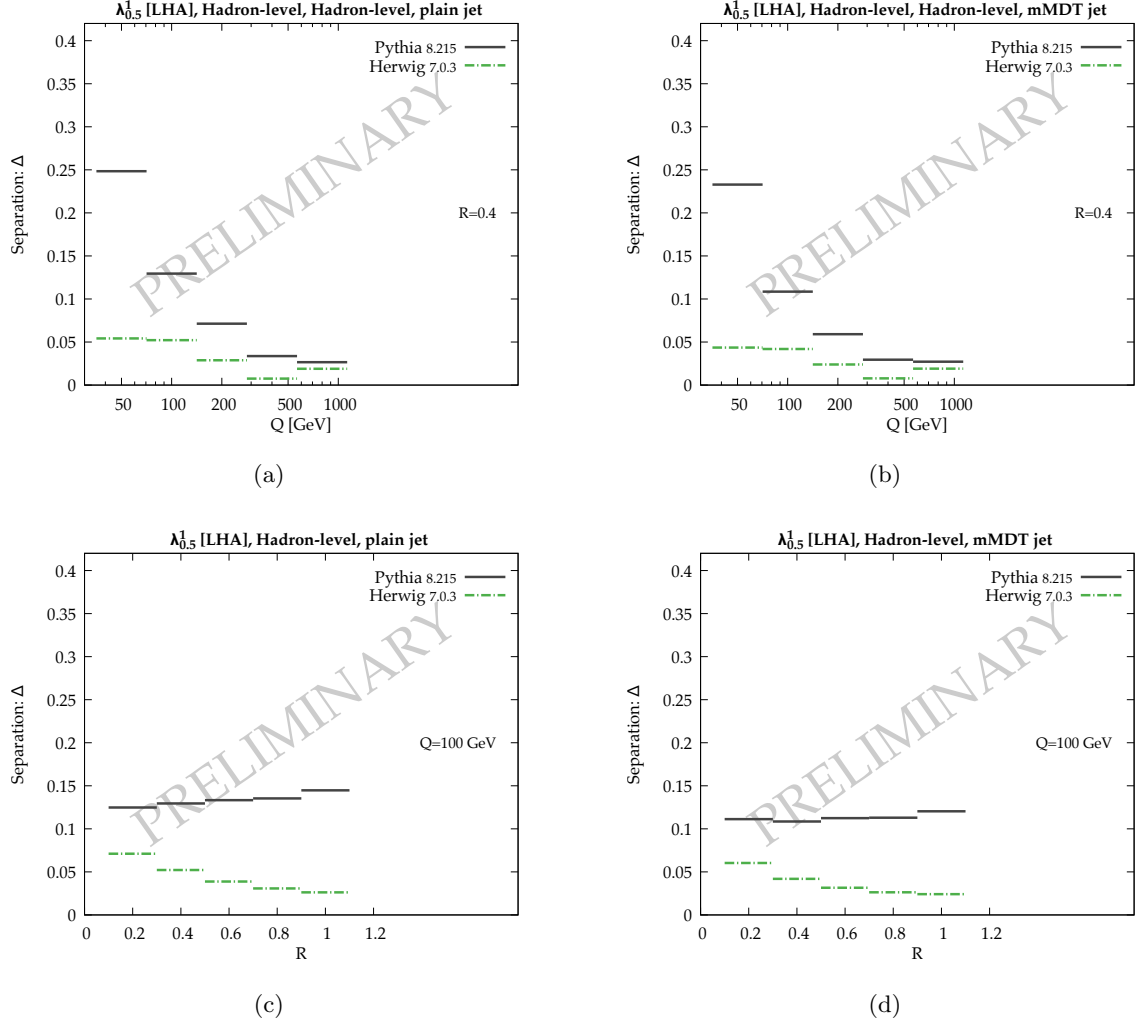 λ¹₀.₅ [LHA], Hadron-level, Hadron-level, plain jet
0.4
0.35
0.3
0.25
0.2
0.15
0.1
0.05
0
Separation: Δ
Pythia 8.215
Herwig 7.0.3
R=0.4
PRELIMINARY
50 100 200 500 1000
Q [GeV]
(a)
λ¹₀.₅ [LHA], Hadron-level, Hadron-level, mMDT jet
0.4
0.35
0.3
0.25
0.2
0.15
0.1
0.05
0
Separation: Δ
Pythia 8.215
Herwig 7.0.3
R=0.4
PRELIMINARY
50 100 200 500 1000
Q [GeV]
(b)
λ¹₀.₅ [LHA], Hadron-level, plain jet
0.4
0.35
0.3
0.25
0.2
0.15
0.1
0.05
0
Separation: Δ
Pythia 8.215
Herwig 7.0.3
Q=100 GeV
PRELIMINARY
0 0.2 0.4 0.6 0.8 1 1.2
R
(c)
λ¹₀.₅ [LHA], Hadron-level, mMDT jet
0.4
0.35
0.3
0.25
0.2
0.15
0.1
0.05
0
Separation: Δ
Pythia 8.215
Herwig 7.0.3
Q=100 GeV
PRELIMINARY
0 0.2 0.4 0.6 0.8 1 1.2
R
(d)